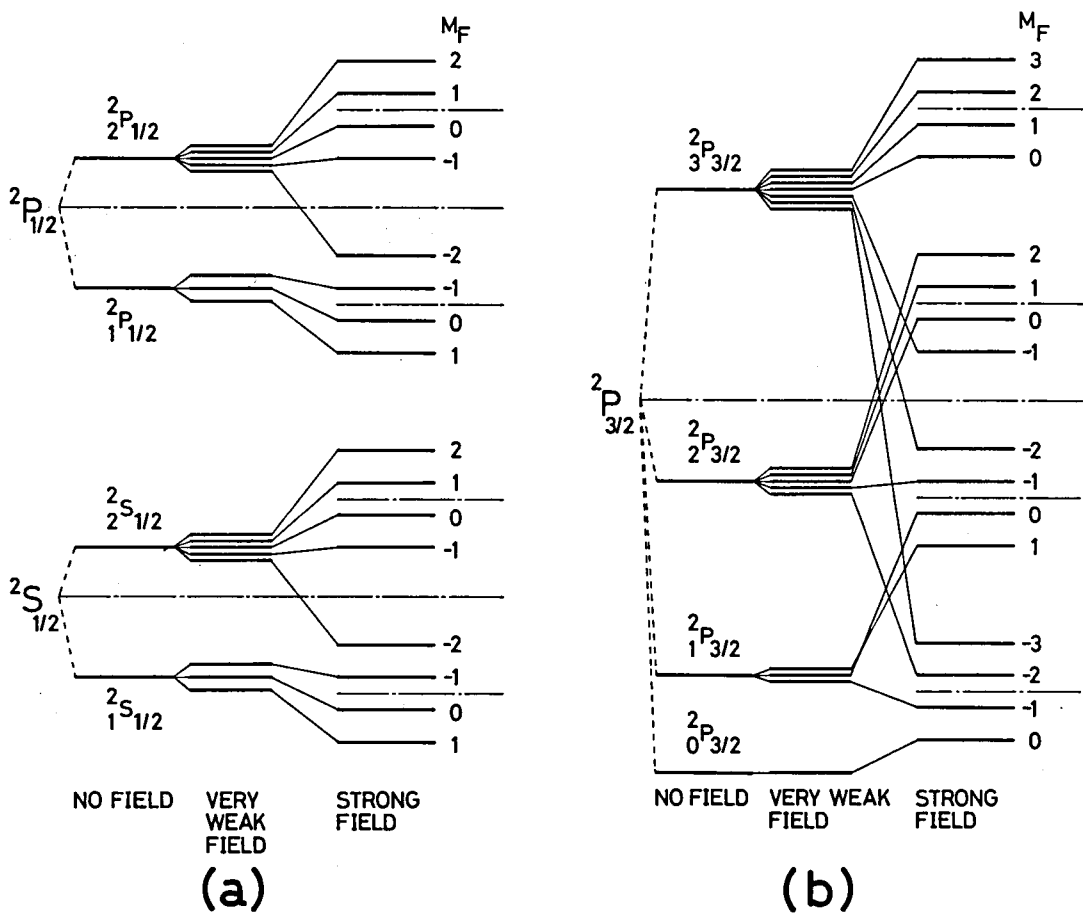 M_F
2
1
0
-1
-2
-1
0
1
²₂P₁/₂
²P₁/₂
²₁P₁/₂
2
1
0
-1
-2
-1
0
1
²₂S₁/₂
²S₁/₂
²₁S₁/₂
NO FIELD
VERY
WEAK
FIELD
STRONG
FIELD
(a)
M_F
3
2
1
0
2
1
0
-1
-2
-1
0
1
-3
-2
-1
0
²₃P₃/₂
²P₃/₂
²₂P₃/₂
²₁P₃/₂
²₀P₃/₂
NO FIELD
VERY WEAK
FIELD
STRONG
FIELD
(b)